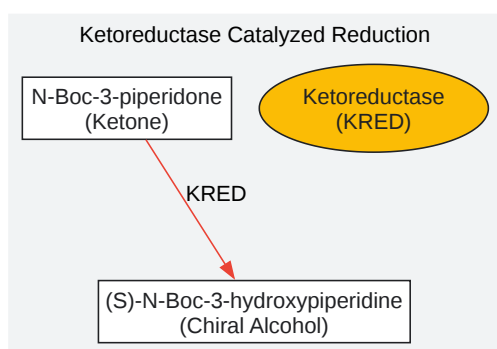 Ketoreductase Catalyzed Reduction
N-Boc-3-piperidone
(Ketone)
Ketoreductase
(KRED)
KRED
(S)-N-Boc-3-hydroxypiperidine
(Chiral Alcohol)